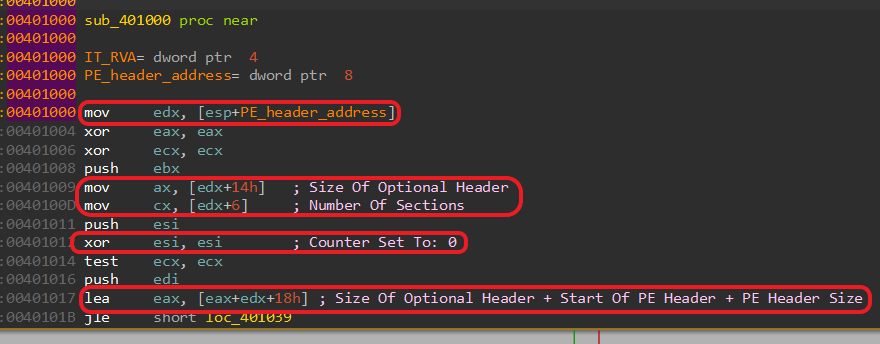 :00401000
:00401000 sub_401000 proc near
:00401000
:00401000 IT_RVA= dword ptr  4
:00401000 PE_header_address= dword ptr  8
:00401000
:00401000 mov     edx, [esp+PE_header_address]
:00401004 xor     eax, eax
:00401006 xor     ecx, ecx
:00401008 push    ebx
:00401009 mov     ax, [edx+14h]   ; Size Of Optional Header
:0040100D mov     cx, [edx+6]     ; Number Of Sections
:00401011 push    esi
:00401012 xor     esi, esi        ; Counter Set To: 0
:00401014 test    ecx, ecx
:00401016 push    edi
:00401017 lea     eax, [eax+edx+18h] ; Size Of Optional Header + Start Of PE Header + PE Header Size
:0040101B jle     short loc_401039